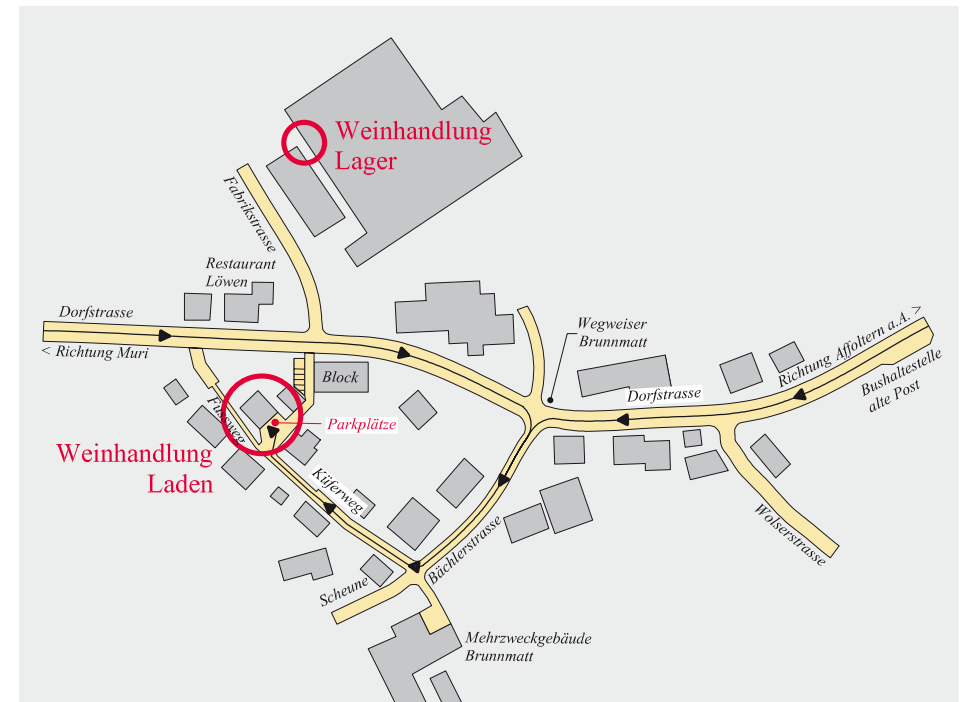 Weinhandlung
Lager
Fabrikstrasse
Restaurant
Löwen
Dorfstrasse
< Richtung Muri
Wegweiser
Brunnmatt
Richtung Affoltern a.A. >
Bushaltestelle
alte Post
Block
Dorfstrasse
Fussweg
Parkplätze
Weinhandlung
Laden
Küferweg
Bächlerstrasse
Wolserstrasse
Scheune
Mehrzweckgebäude
Brunnmatt